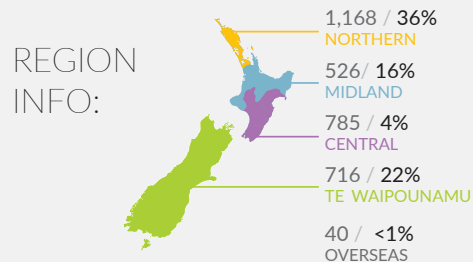 REGION
INFO:
1,168 / 36%
NORTHERN
526/ 16%
MIDLAND
785 / 4%
CENTRAL
716 / 22%
TE WAIPOUNAMU
40 / <1%
OVERSEAS